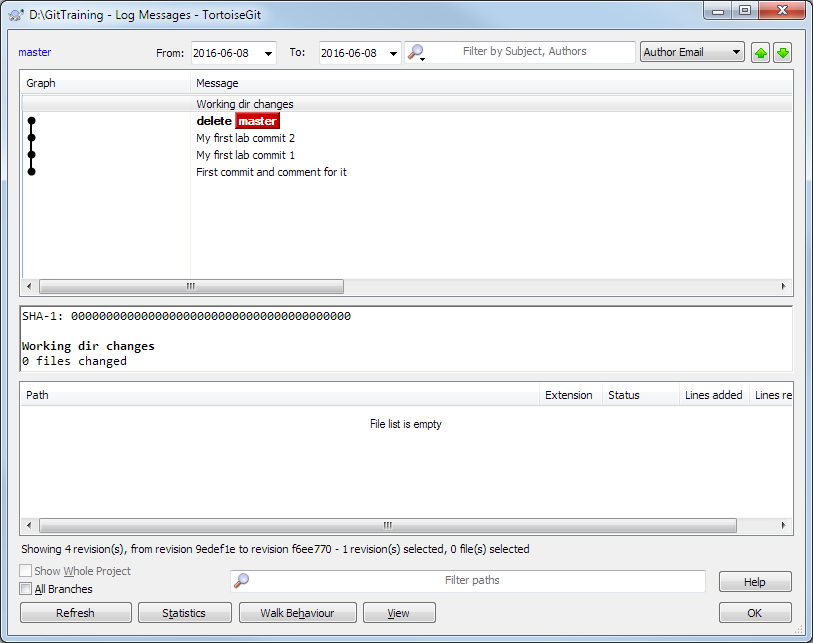 D:\GitTraining - Log Messages - TortoiseGit
master From: 2016-06-08 To: 2016-06-08 Filter by Subject, Authors Author Email
Graph Message
Working dir changes
delete master
My first lab commit 2
My first lab commit 1
First commit and comment for it
SHA-1: 0000000000000000000000000000000000000000
Working dir changes
0 files changed
Path Extension Status Lines added Lines re
File list is empty
Showing 4 revision(s), from revision 9edef1e to revision f6ee770 - 1 revision(s) selected, 0 file(s) selected
Show Whole Project
Filter paths Help
All Branches
Refresh Statistics Walk Behaviour View OK